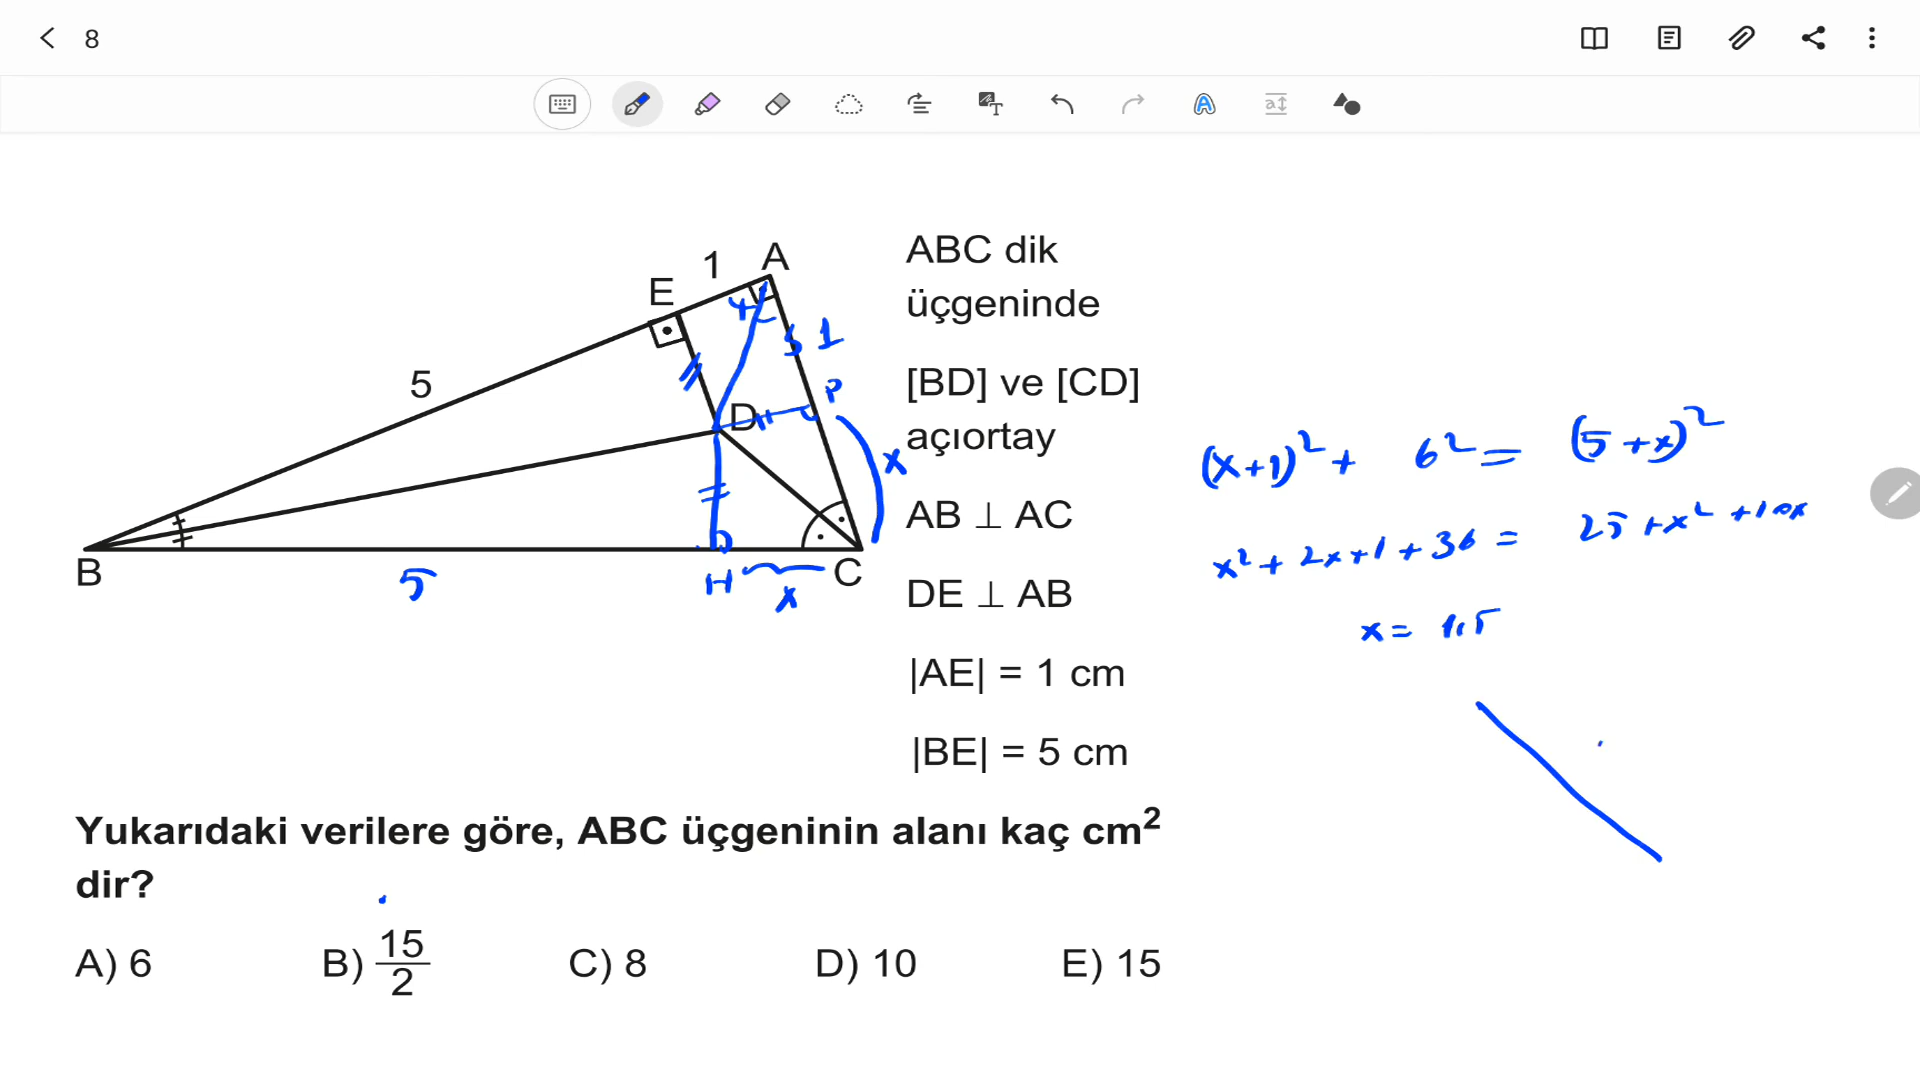 8
1 A
E
5
1
P
D
x
B
5
H
x
C
ABC dik
üçgeninde
[BD] ve [CD]
açıortay
AB ⊥ AC
DE ⊥ AB
|AE| = 1 cm
|BE| = 5 cm
(x+1)² + 6² = (5+x)²
x² + 2x + 1 + 36 = 25 + x² + 10x
x = 1,5
Yukarıdaki verilere göre, ABC üçgeninin alanı kaç cm²
dir?
A) 6 B) 15/2 C) 8 D) 10 E) 15